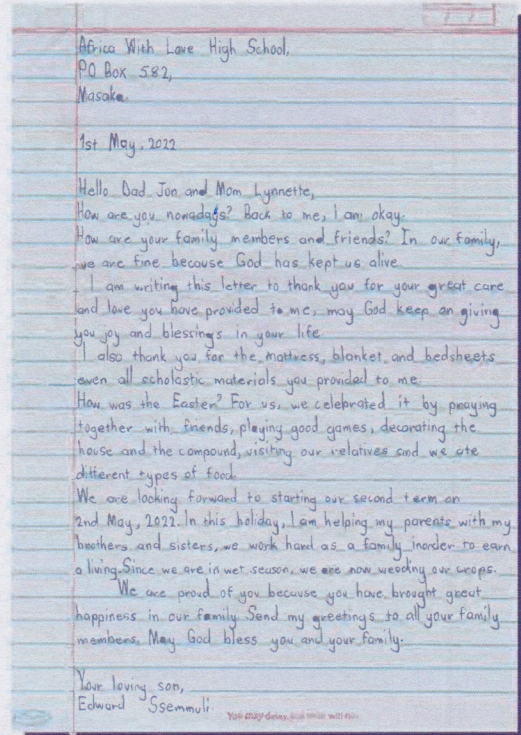 Africa With Love High School,
PO Box 582,
Masaka.
1st May, 2022
Hello Dad Jon and Mom Lynnette,
How are you nowadays? Back to me, I am okay.
How are your family members and friends? In our family,
we are fine because God has kept us alive.
I am writing this letter to thank you for your great care
and love you have provided to me, may God keep on giving
you joy and blessings in your life.
I also thank you for the mattress, blanket, and bedsheets
even all scholastic materials you provided to me.
How was the Easter? For us, we celebrated it by praying
together with friends, playing good games, decorating the
house and the compound, visiting our relatives and we ate
different types of food.
We are looking forward to starting our second term on
2nd May, 2022. In this holiday, I am helping my parents with my
brothers and sisters, we work hard as a family inorder to earn
a living. Since we are in wet season, we are now weeding our crops.
We are proud of you because you have brought great
happiness in our family. Send my greetings to all your family
members. May God bless you and your family.
Your loving son,
Edward Ssemmuli.
You may delay, but time will not.